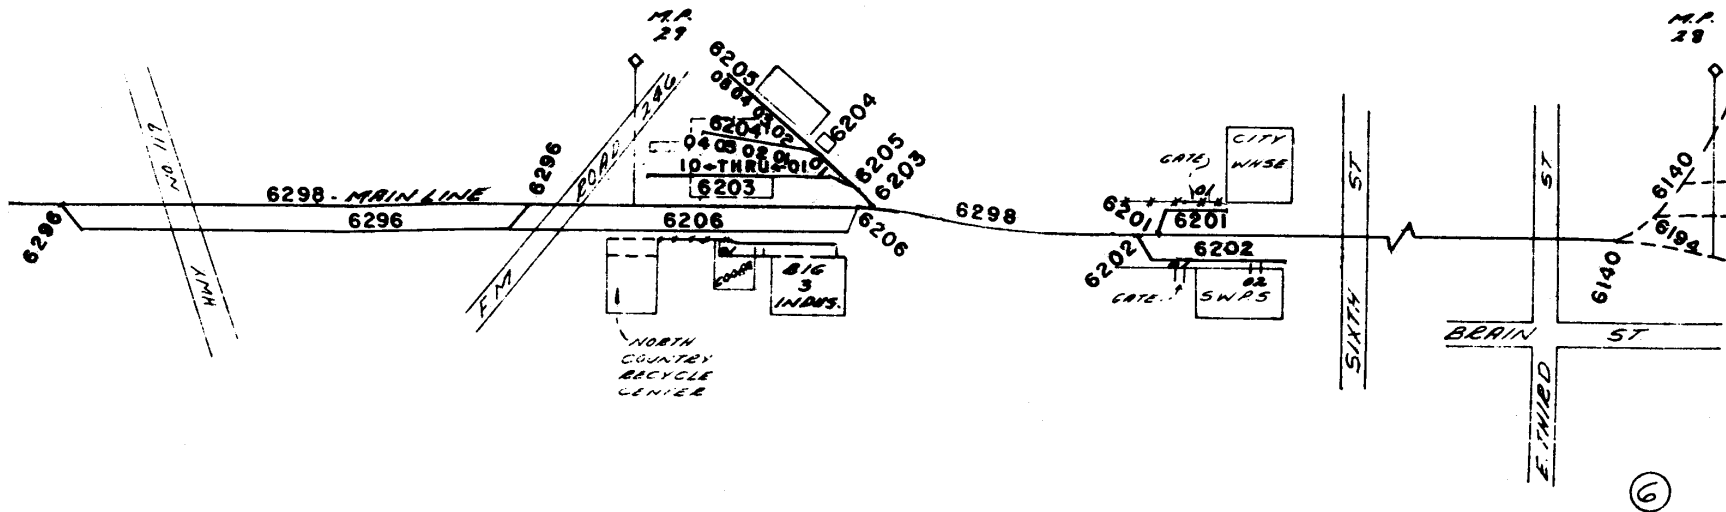 M.P.
29
M.P.
28
6205
08 04 03 02
6204
6204
04 03 02 01
01
10-THRU-01
6203
6205
6203
HWY NO 117
F M ROAD 246
6296
6298 - MAIN LINE
6296
6296
6206
6206
6298
BIG
3
INDUS.
NORTH
COUNTRY
RECYCLE
CENTER
GATE
01
CITY
WHSE
6201
6201
6202
6202
GATE
02
SWPS
SIXTH ST
E. THIRD ST
BRAIN ST
6140
6194
6140
6